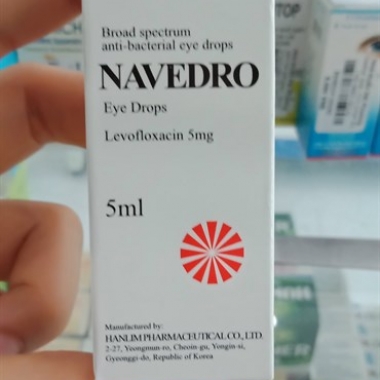 Broad spectrum
anti-bacterial eye drops
NAVEDRO
Eye Drops
Levofloxacin 5mg
5ml
Manufactured by:
HANLIM PHARMACEUTICAL CO., LTD.
2-27, Yeongmun-ro, Cheoin-gu, Yongin-si,
Gyeonggi-do, Republic of Korea
TOP